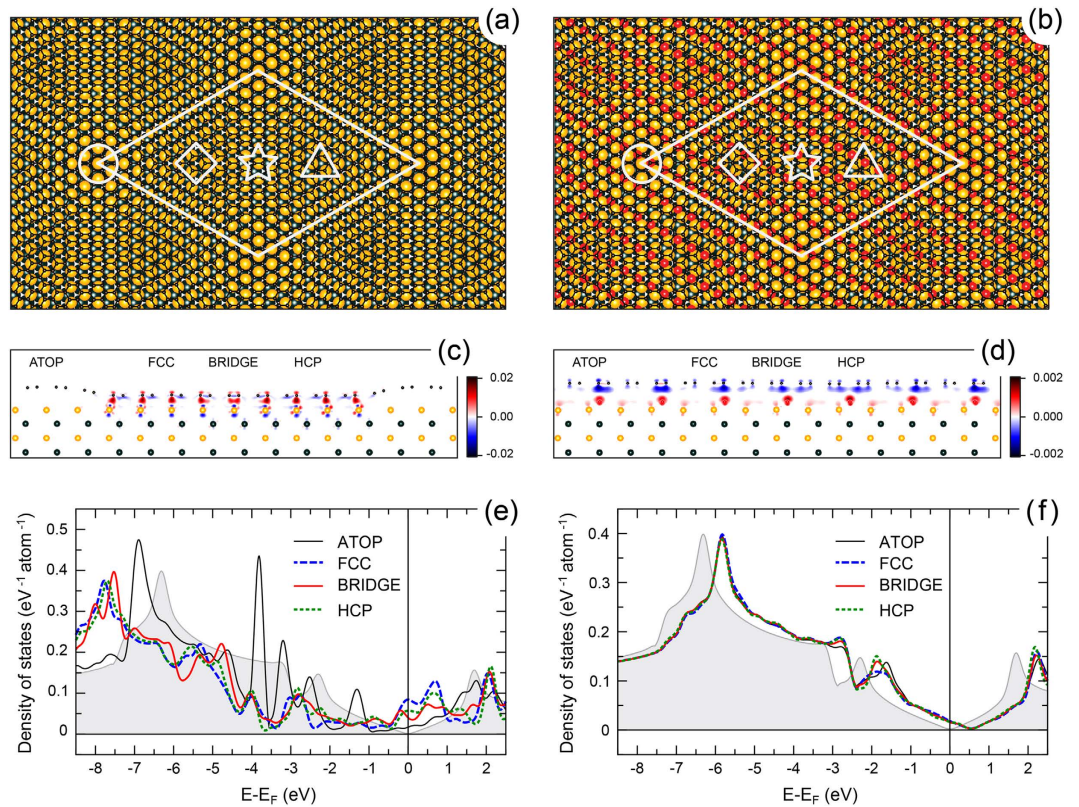 (a)
(b)
ATOP FCC BRIDGE HCP (c)
0.02
0.00
-0.02
ATOP FCC BRIDGE HCP (d)
0.002
0.000
-0.002
(e)
Density of states (eV⁻¹ atom⁻¹)
0.5
0.4
0.3
0.2
0.1
0
ATOP
FCC
BRIDGE
HCP
-8 -7 -6 -5 -4 -3 -2 -1 0 1 2
E-E_F (eV)
(f)
Density of states (eV⁻¹ atom⁻¹)
0.4
0.3
0.2
0.1
0
ATOP
FCC
BRIDGE
HCP
-8 -7 -6 -5 -4 -3 -2 -1 0 1 2
E-E_F (eV)